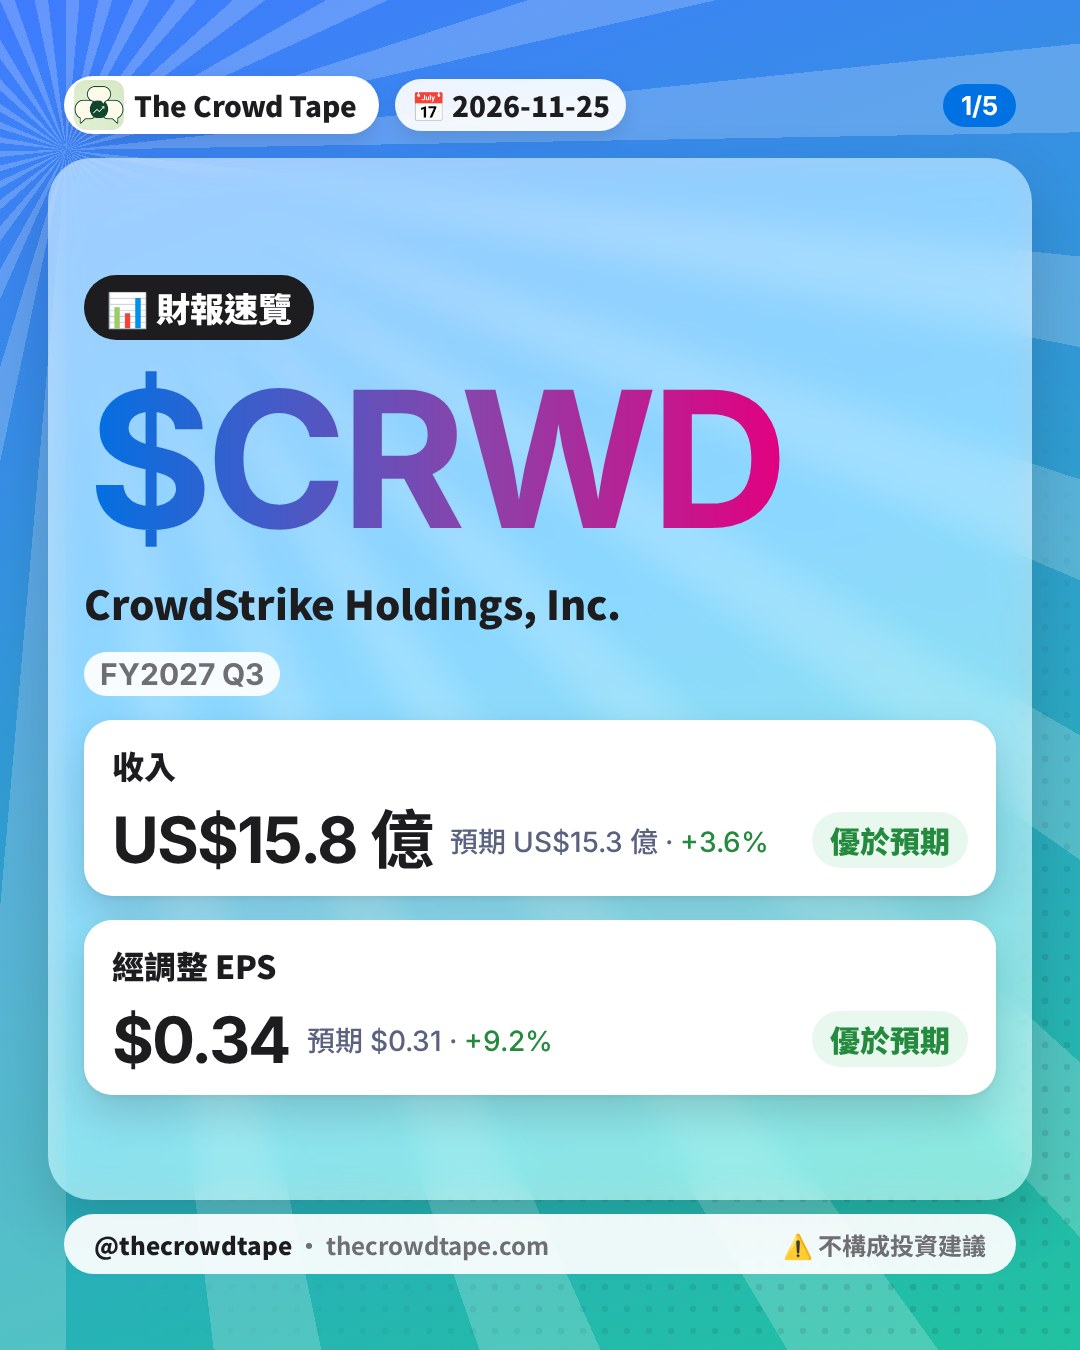 The Crowd Tape
📅 2026-11-25
1/5
📊 財報速覽
$CRWD
CrowdStrike Holdings, Inc.
FY2027 Q3
收入
US$15.8 億 預期 US$15.3 億 · +3.6% 優於預期
經調整 EPS
$0.34 預期 $0.31 · +9.2% 優於預期
@thecrowdtape · thecrowdtape.com
⚠️ 不構成投資建議